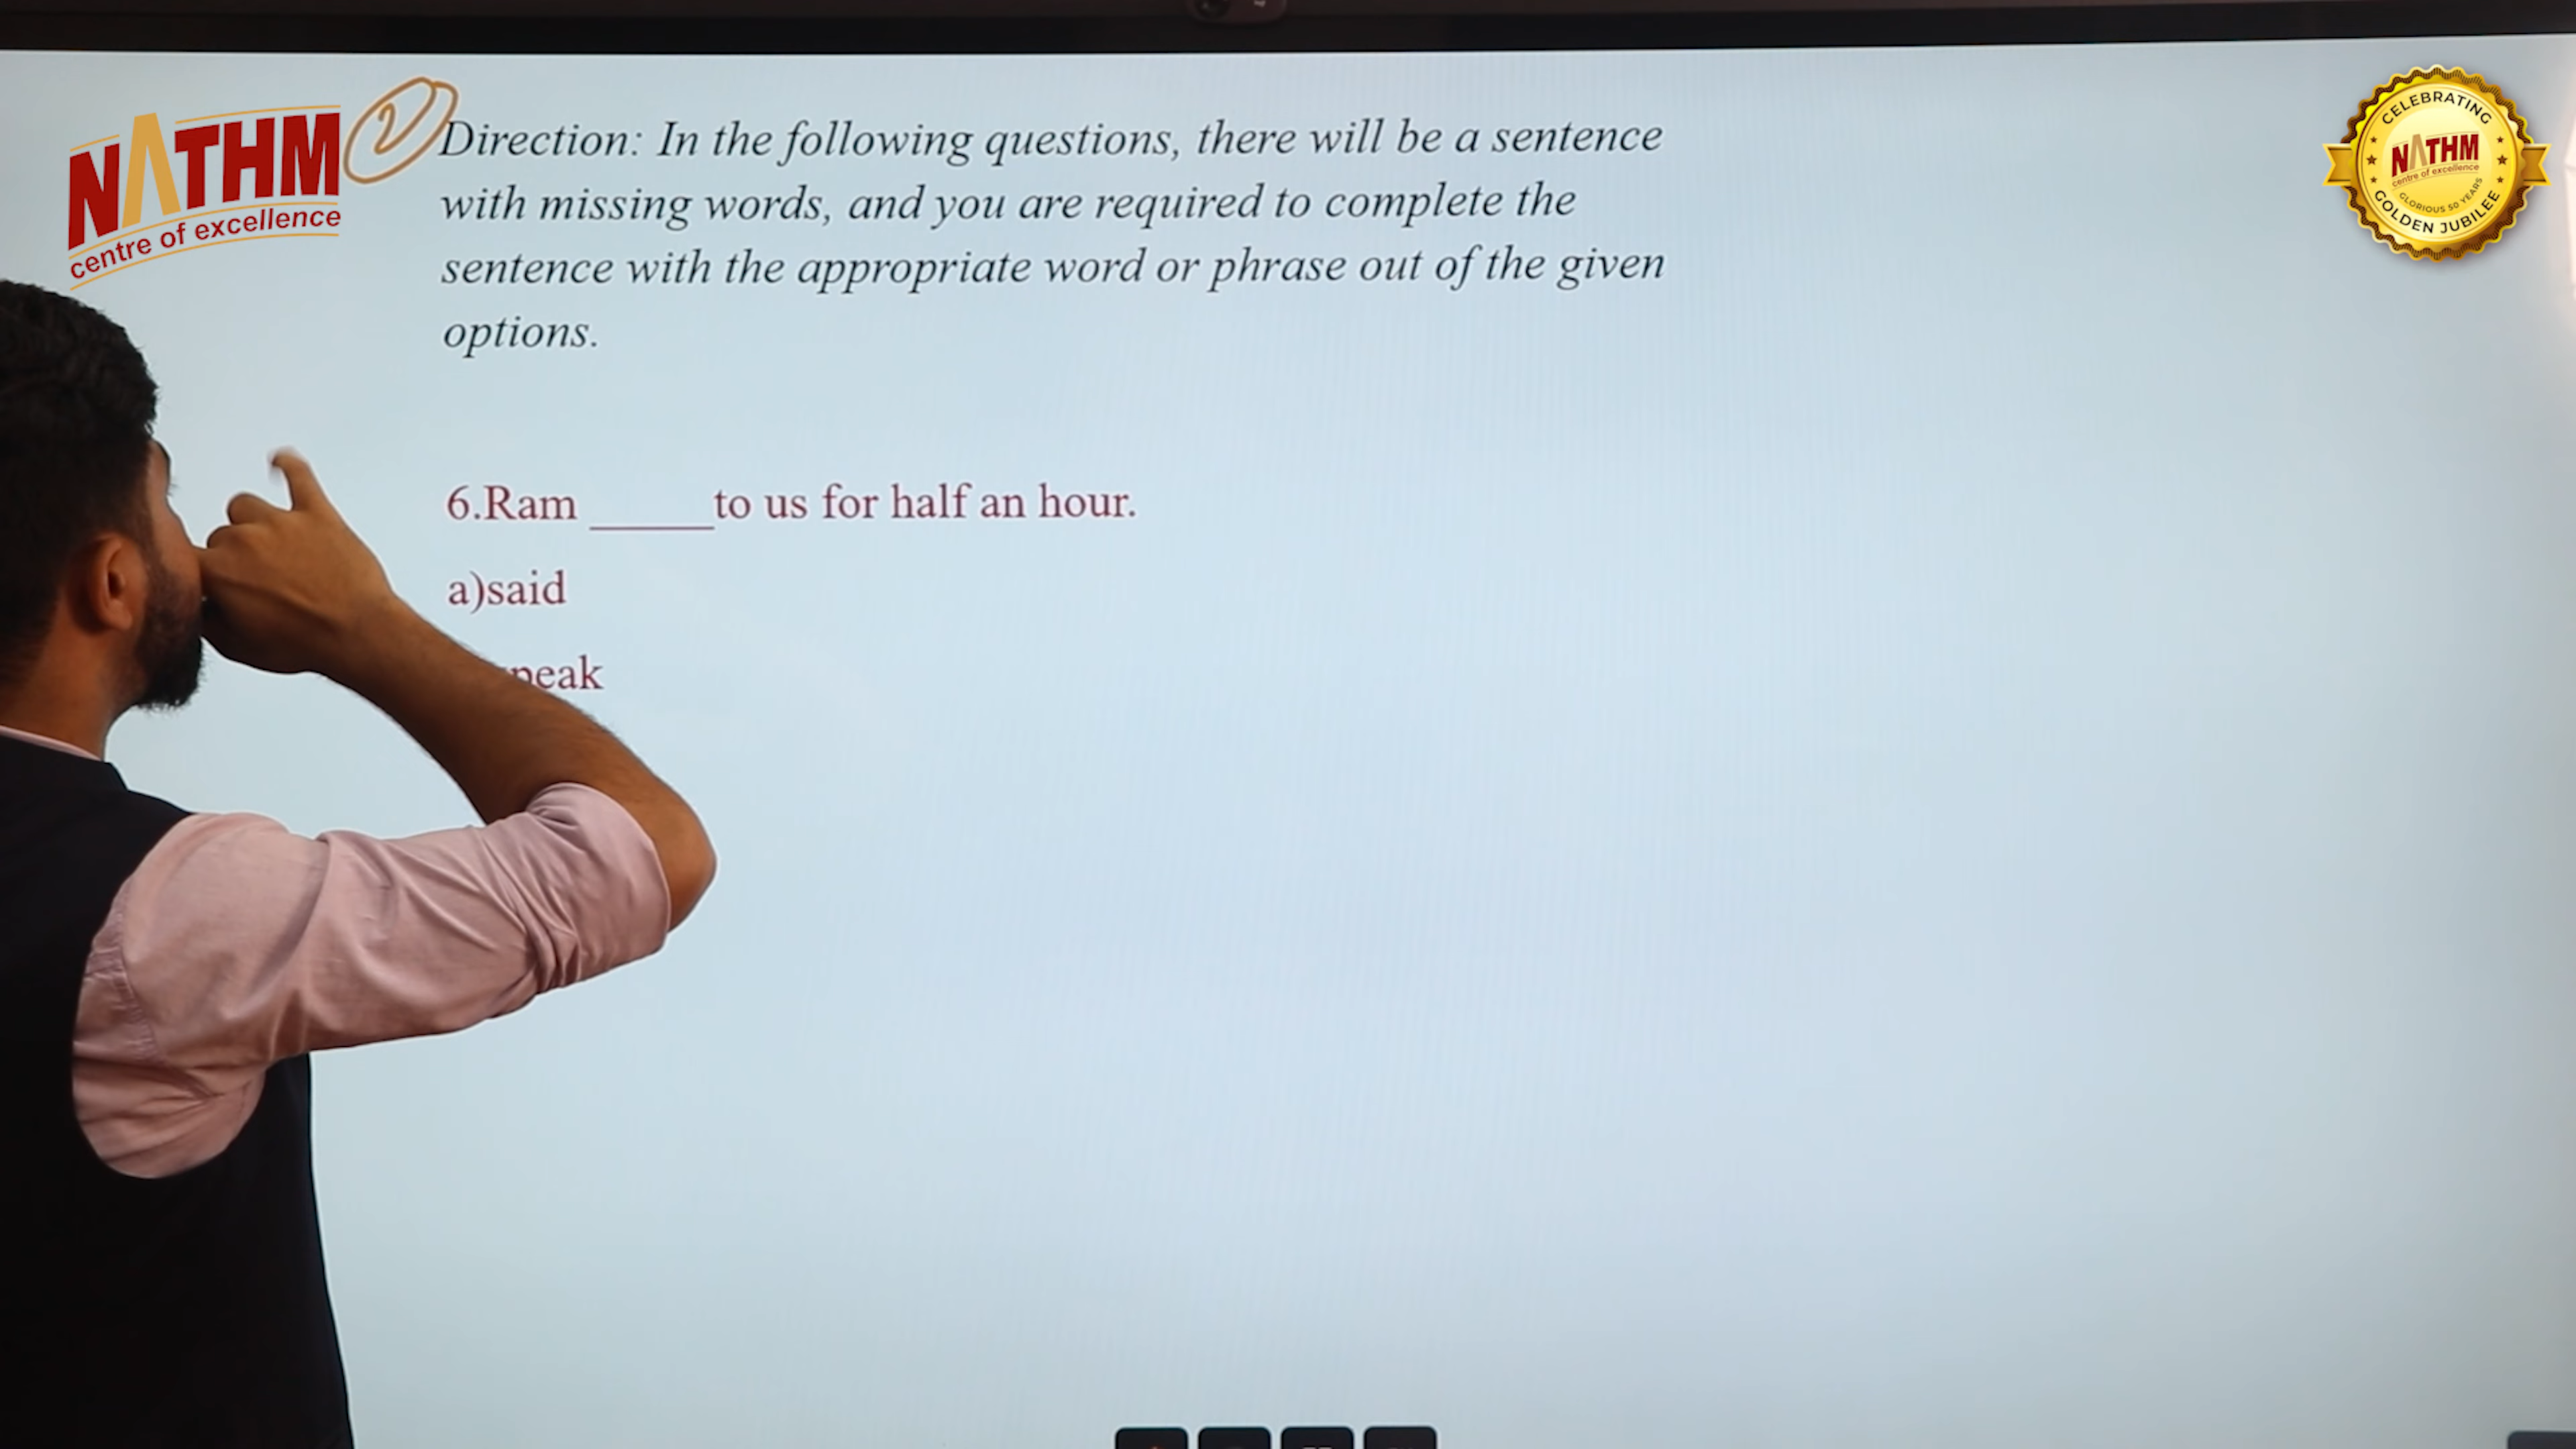 NATHM
centre of excellence
Direction: In the following questions, there will be a sentence
with missing words, and you are required to complete the
sentence with the appropriate word or phrase out of the given
options.
6.Ram _____to us for half an hour.
a)said
peak
CELEBRATING
NATHM
centre of excellence
GLORIOUS 50 YEARS
GOLDEN JUBILEE